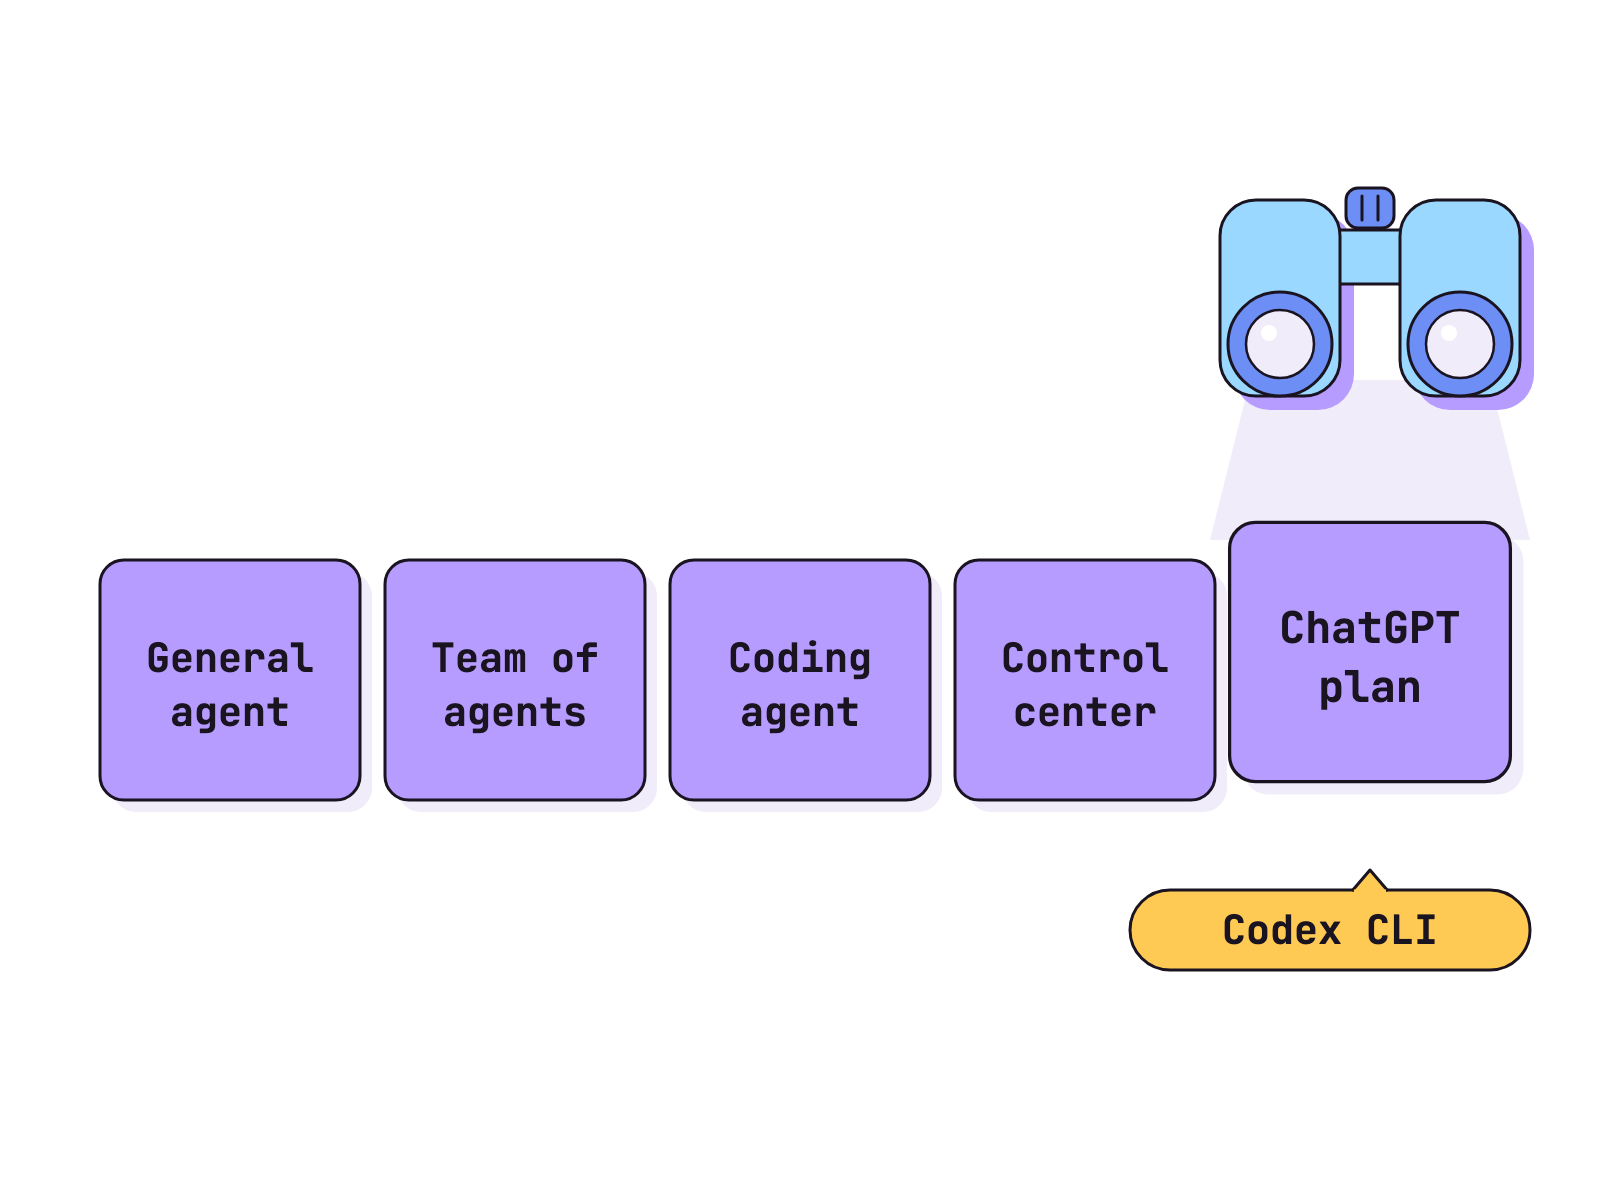 General
agent
Team of
agents
Coding
agent
Control
center
ChatGPT
plan
Codex CLI